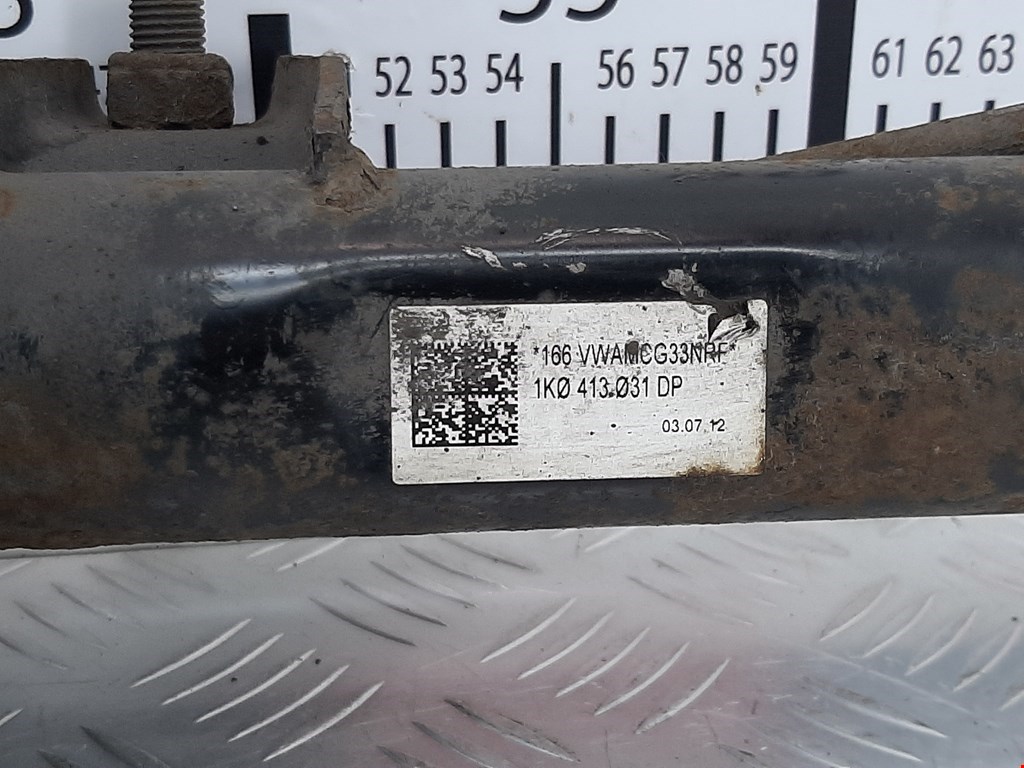 52 53 54 56 57 58 59 61 62 63
*166 VWAMCG33NRF*
1KØ 413 Ø31 DP
03.07.12